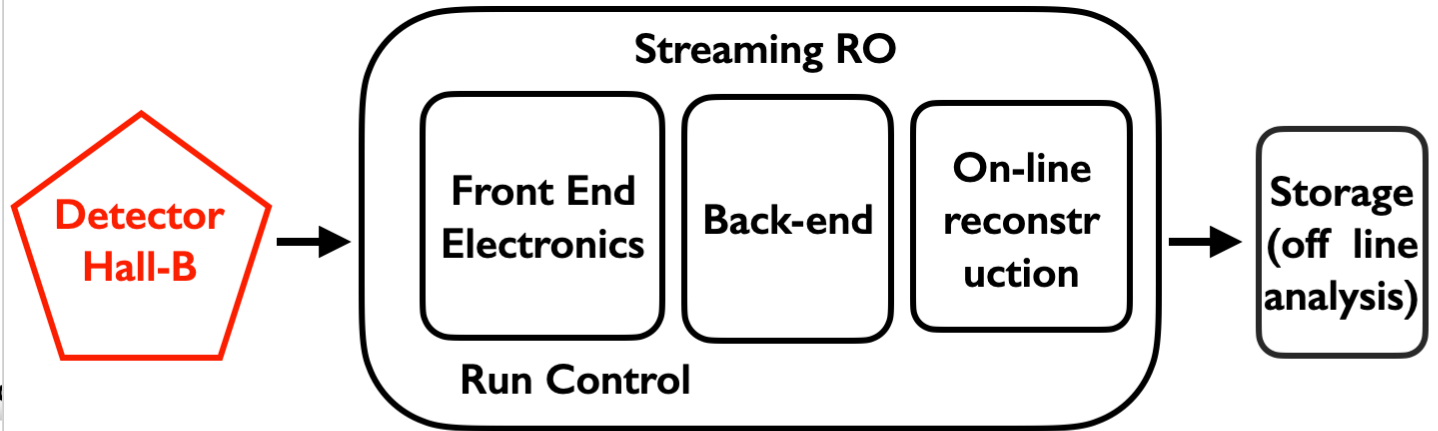 Streaming RO
Detector
Hall-B
Front End
Electronics
Back-end
On-line
reconstr
uction
Storage
(off line
analysis)
Run Control